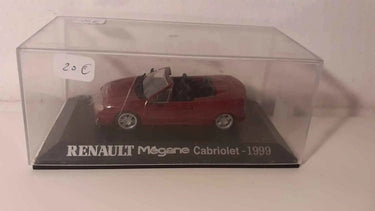 20 €
RENAULT Mégane Cabriolet - 1999